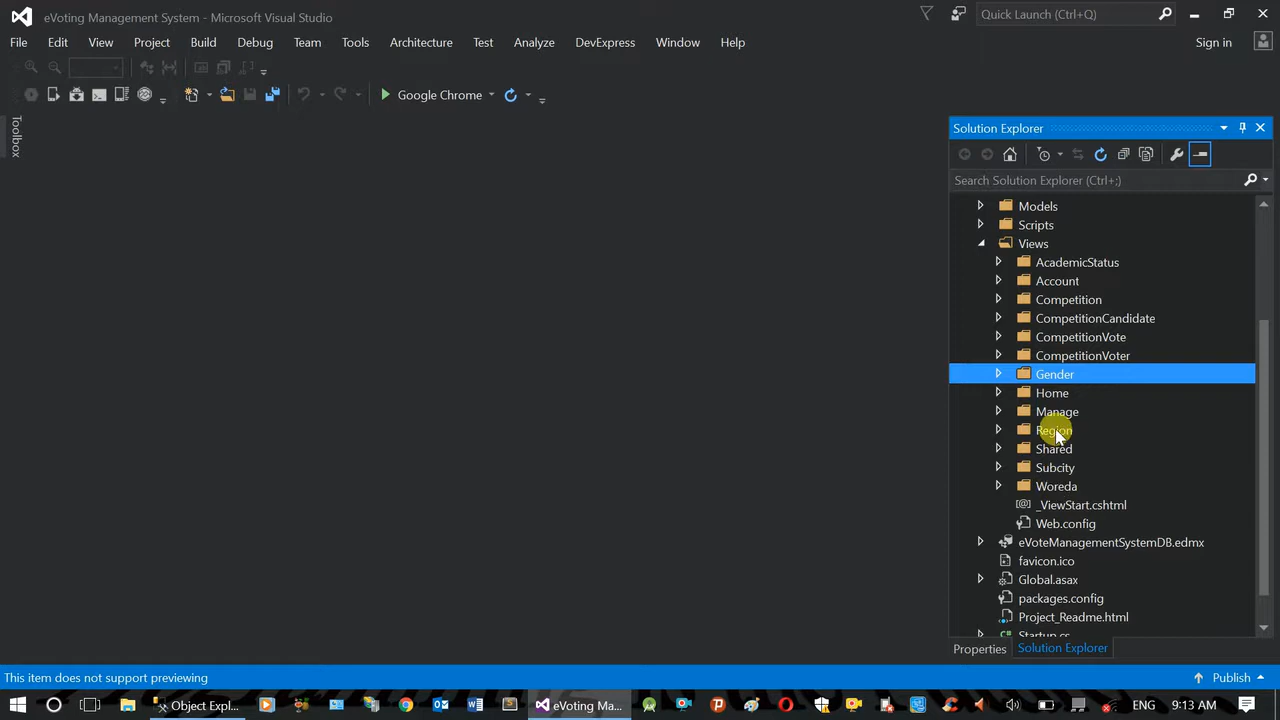 eVoting Management System - Microsoft Visual Studio
Quick Launch (Ctrl+Q)
File Edit View Project Build Debug Team Tools Architecture Test Analyze DevExpress Window Help
Sign in
Google Chrome
Toolbox
Solution Explorer
Search Solution Explorer (Ctrl+;)
Models
Scripts
Views
AcademicStatus
Account
Competition
CompetitionCandidate
CompetitionVote
CompetitionVoter
Gender
Home
Manage
Region
Shared
Subcity
Woreda
_ViewStart.cshtml
Web.config
eVoteManagementSystemDB.edmx
favicon.ico
Global.asax
packages.config
Project_Readme.html
Startup.cs
Properties Solution Explorer
This item does not support previewing
Publish
Object Expl...
eVoting Ma...
ENG 9:13 AM